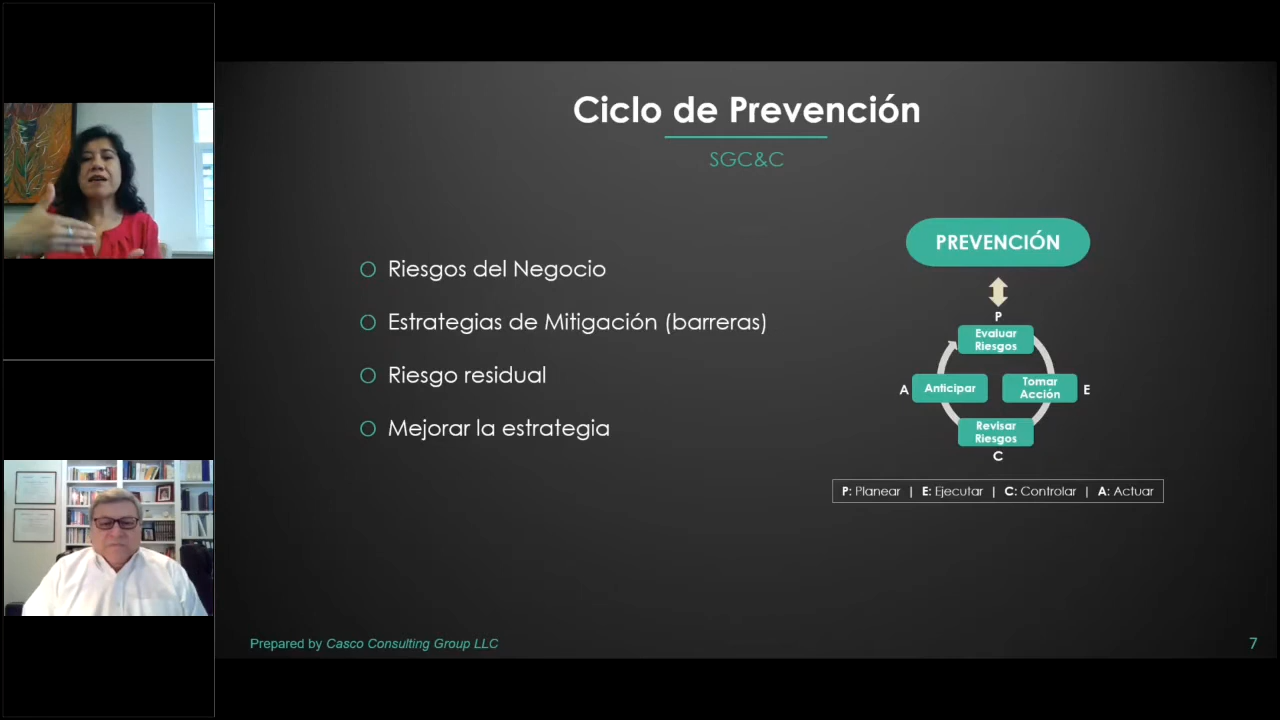 Ciclo de Prevención
SGC&C
Riesgos del Negocio
Estrategias de Mitigación (barreras)
Riesgo residual
Mejorar la estrategia
PREVENCIÓN
P
Evaluar
Riesgos
A
Anticipar
Tomar
Acción
E
Revisar
Riesgos
C
P: Planear | E: Ejecutar | C: Controlar | A: Actuar
Prepared by Casco Consulting Group LLC
7